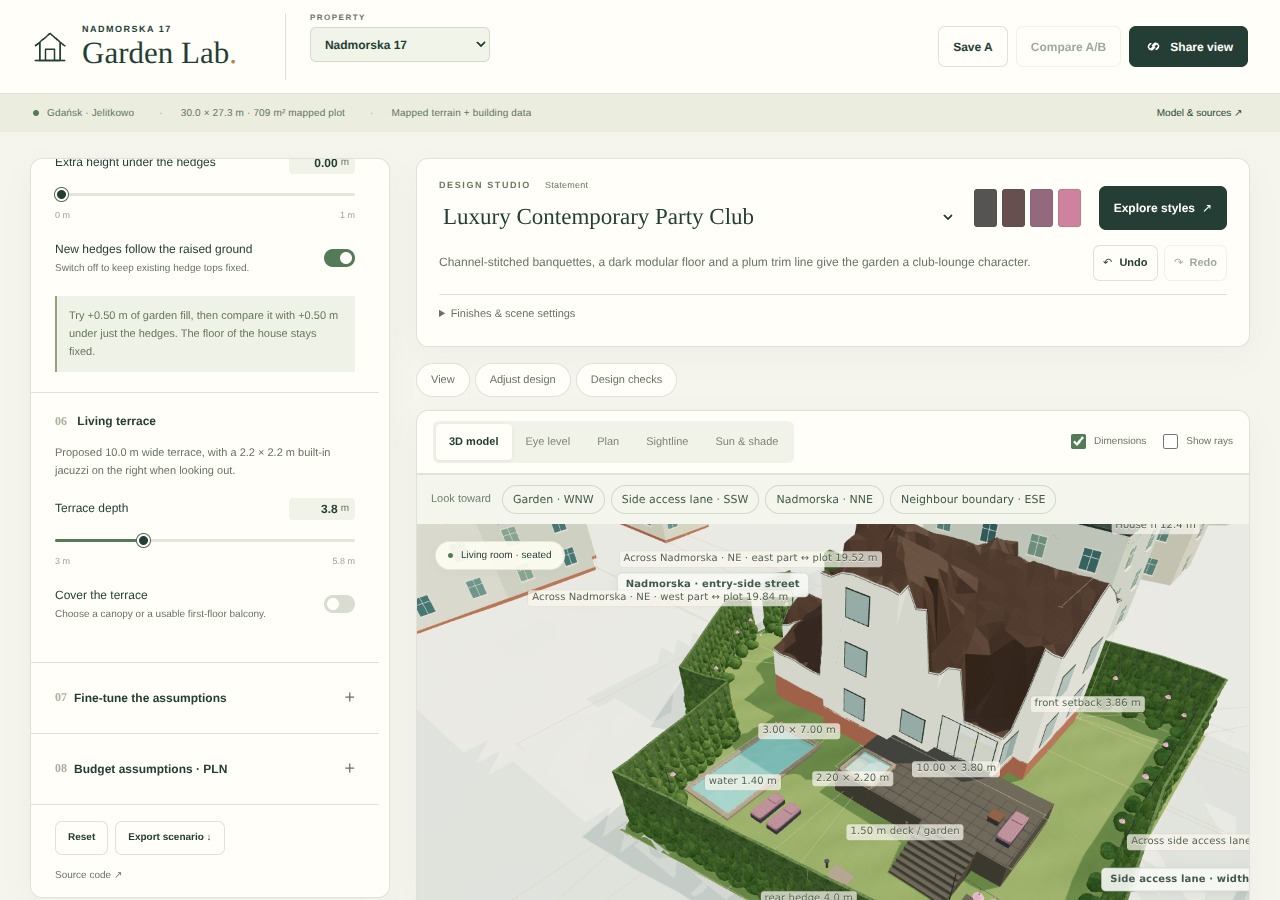 NADMORSKA 17
Garden Lab.
PROPERTY
Nadmorska 17
Save A
Compare A/B
Share view
Gdańsk · Jelitkowo · 30.0 × 27.3 m · 709 m² mapped plot · Mapped terrain + building data
Model & sources ↗
Extra height under the hedges 0.00 m
0 m 1 m
New hedges follow the raised ground
Switch off to keep existing hedge tops fixed.
Try +0.50 m of garden fill, then compare it with +0.50 m
under just the hedges. The floor of the house stays
fixed.
06 Living terrace
Proposed 10.0 m wide terrace, with a 2.2 × 2.2 m built-in
jacuzzi on the right when looking out.
Terrace depth 3.8 m
3 m 5.8 m
Cover the terrace
Choose a canopy or a usable first-floor balcony.
07 Fine-tune the assumptions +
08 Budget assumptions · PLN +
Reset
Export scenario ↓
Source code ↗
DESIGN STUDIO Statement
Luxury Contemporary Party Club
Explore styles ↗
Channel-stitched banquettes, a dark modular floor and a plum trim line give the garden a club-lounge character.
↶ Undo
↷ Redo
▶ Finishes & scene settings
View
Adjust design
Design checks
3D model
Eye level
Plan
Sightline
Sun & shade
Dimensions
Show rays
Look toward
Garden · WNW
Side access lane · SSW
Nadmorska · NNE
Neighbour boundary · ESE
Living room · seated
Across Nadmorska · NE · east part ↔ plot 19.52 m
Nadmorska · entry-side street
Across Nadmorska · NE · west part ↔ plot 19.84 m
front setback 3.86 m
3.00 × 7.00 m
10.00 × 3.80 m
2.20 × 2.20 m
water 1.40 m
1.50 m deck / garden
Across side access lane
Side access lane · width
rear hedge 4.0 m